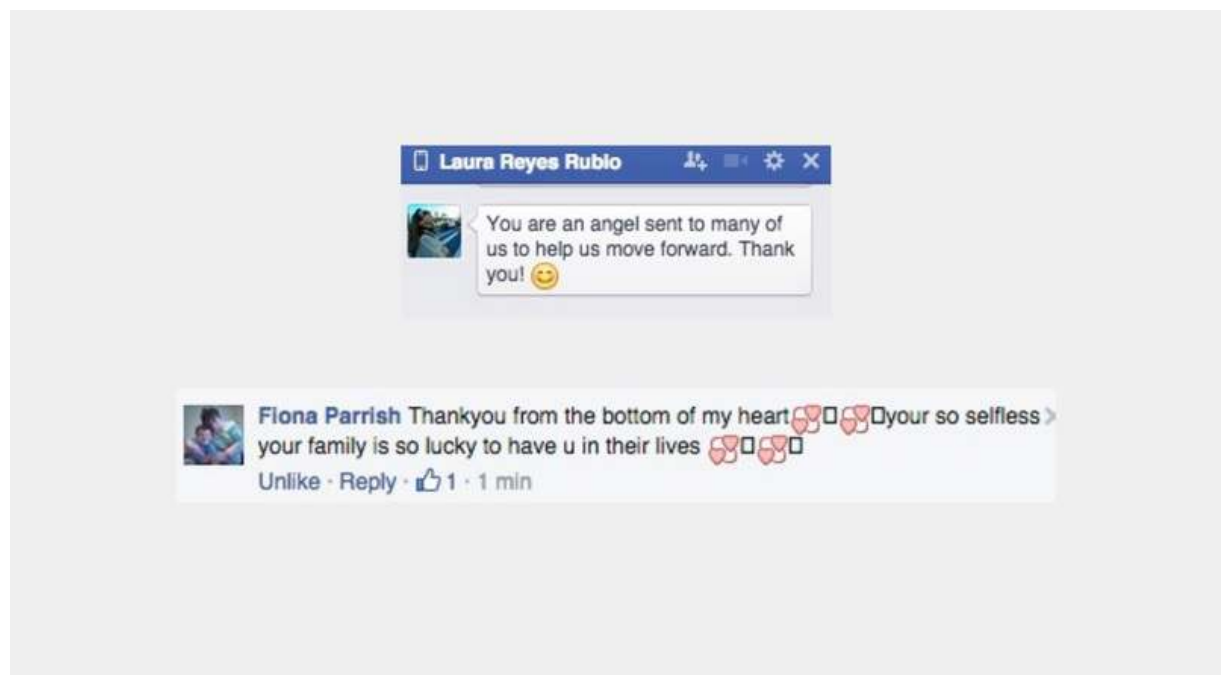 Laura Reyes Rubio
You are an angel sent to many of
us to help us move forward. Thank
you! 😊
Fiona Parrish Thankyou from the bottom of my heart💞□💞□your so selfless
your family is so lucky to have u in their lives 💞□💞□
Unlike · Reply · 👍1 · 1 min